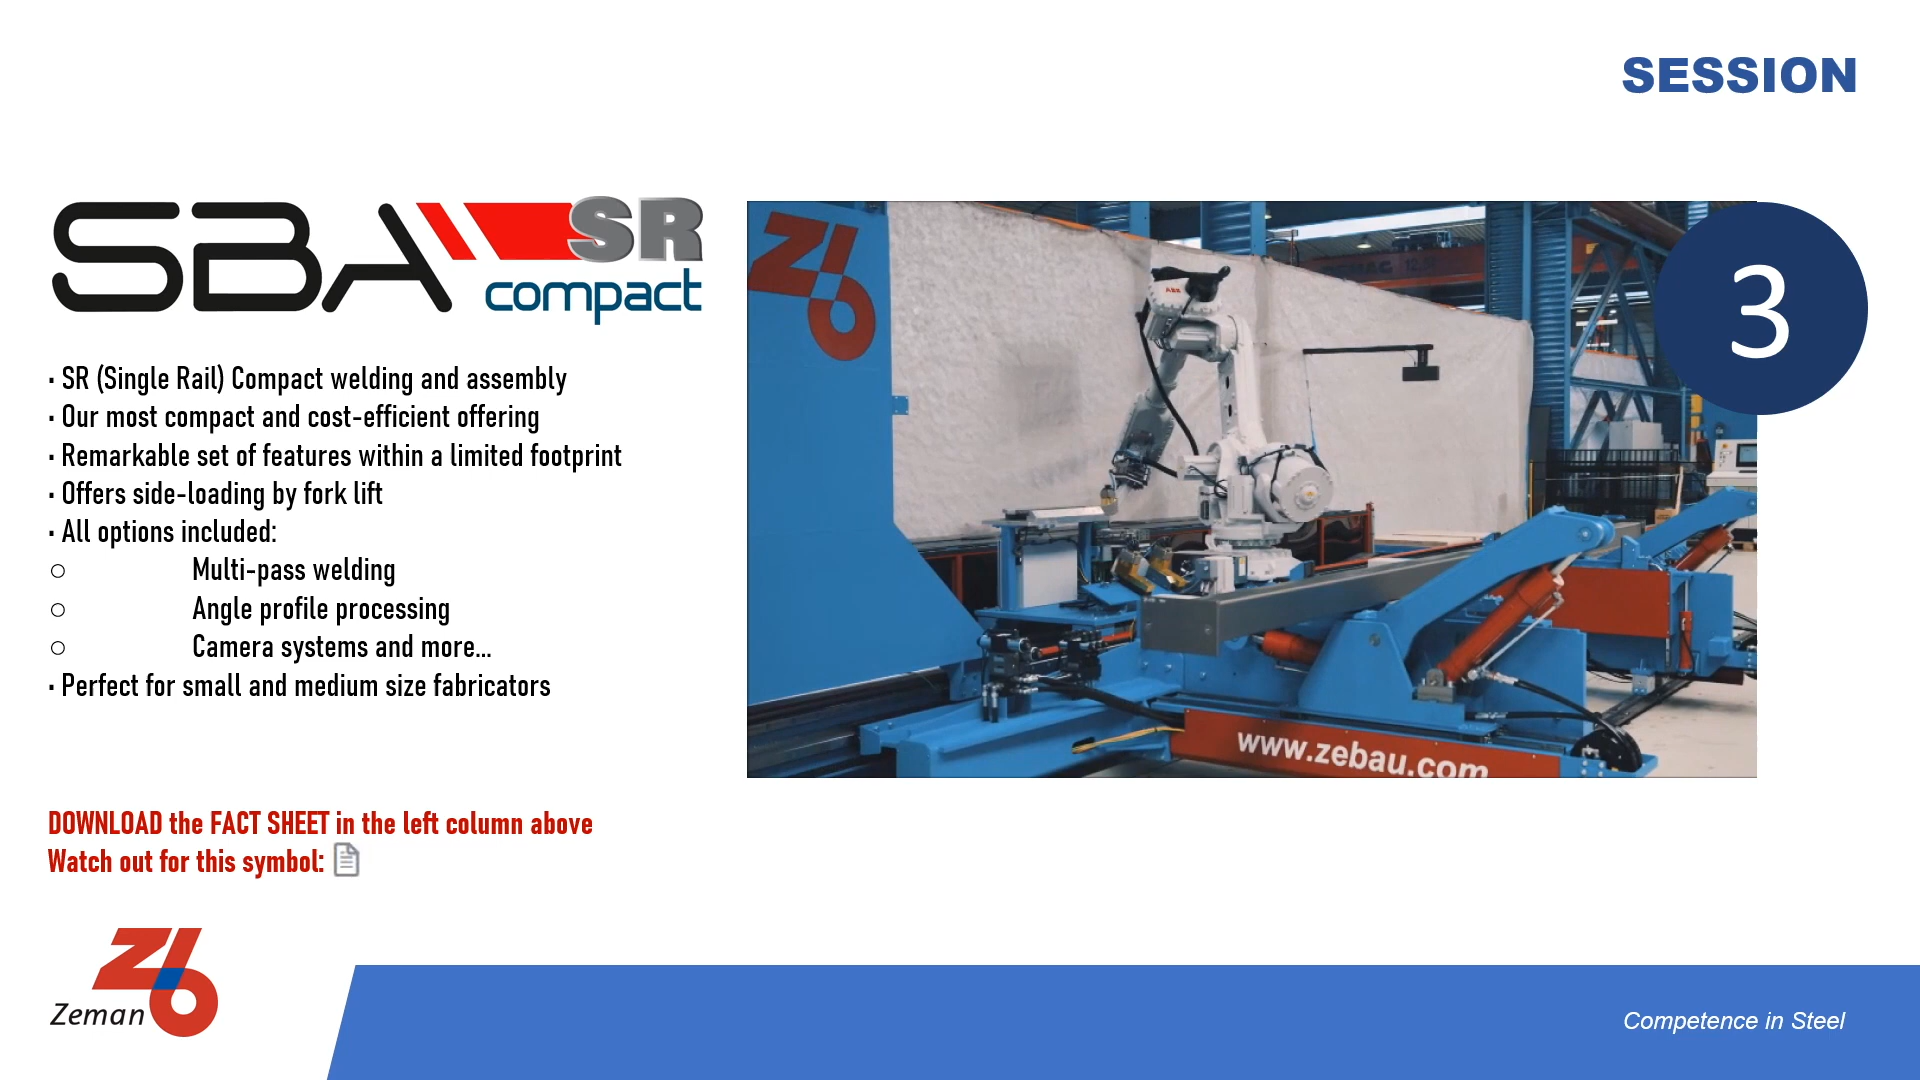 SESSION
SBA SR
compact
3
· SR (Single Rail) Compact welding and assembly
· Our most compact and cost-efficient offering
· Remarkable set of features within a limited footprint
· Offers side-loading by fork lift
· All options included:
○ Multi-pass welding
○ Angle profile processing
○ Camera systems and more...
· Perfect for small and medium size fabricators
ABB
www.zebau.com
DOWNLOAD the FACT SHEET in the left column above
Watch out for this symbol:
Zeman
Competence in Steel